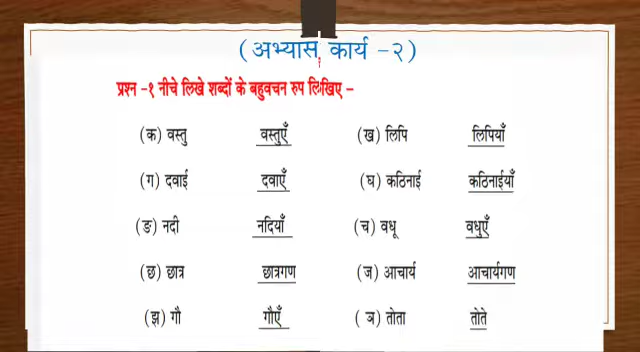 (अभ्यास कार्य -२)
प्रश्न -१ नीचे लिखे शब्दों के बहुवचन रुप लिखिए -
(क) वस्तु वस्तुएँ (ख) लिपि लिपियाँ
(ग) दवाई दवाएँ (घ) कठिनाई कठिनाईयाँ
(ङ) नदी नदियाँ (च) वधू वधुएँ
(छ) छात्र छात्रगण (ज) आचार्य आचार्यगण
(झ) गौ गौएँ (ञ) तोता तोते